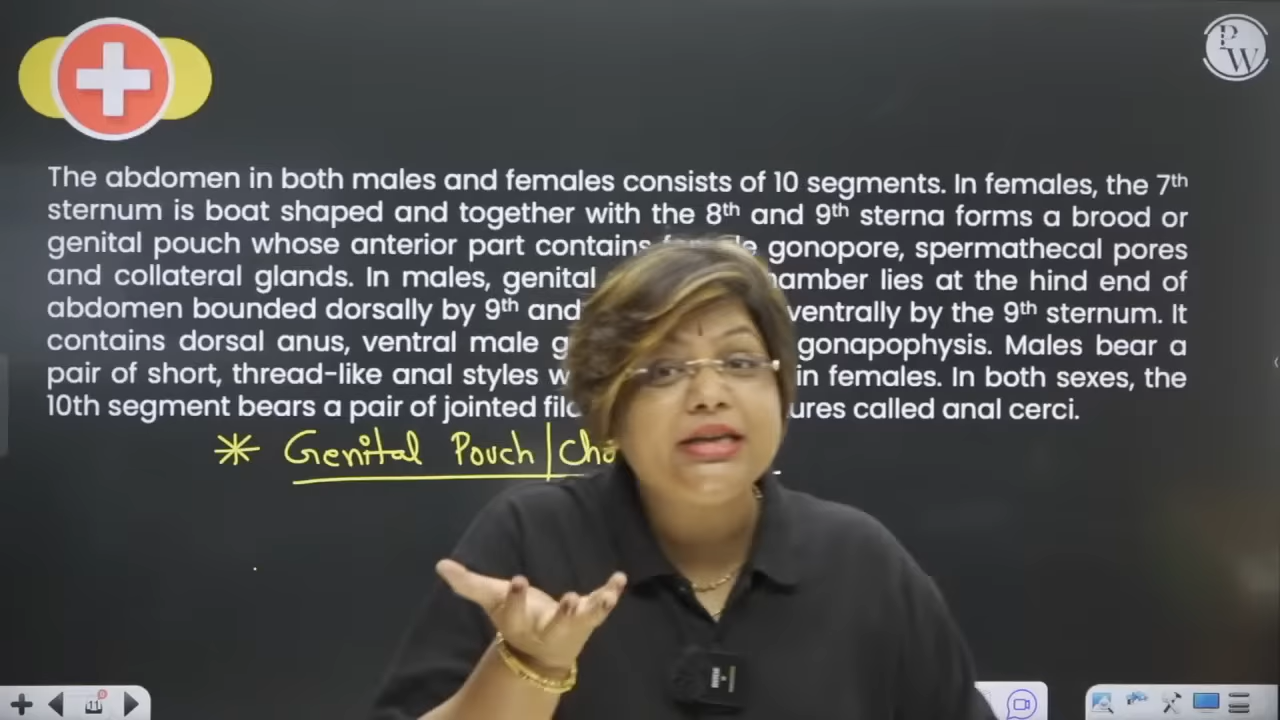 PW
The abdomen in both males and females consists of 10 segments. In females, the 7th
sternum is boat shaped and together with the 8th and 9th sterna forms a brood or
genital pouch whose anterior part contains gonopore, spermathecal pores
and collateral glands. In males, genital lies at the hind end of
abdomen bounded dorsally by 9th and ventrally by the 9th sternum. It
contains dorsal anus, ventral male gonapophysis. Males bear a
pair of short, thread-like anal styles in females. In both sexes, the
10th segment bears a pair of jointed called anal cerci.
* Genital Pouch/
11